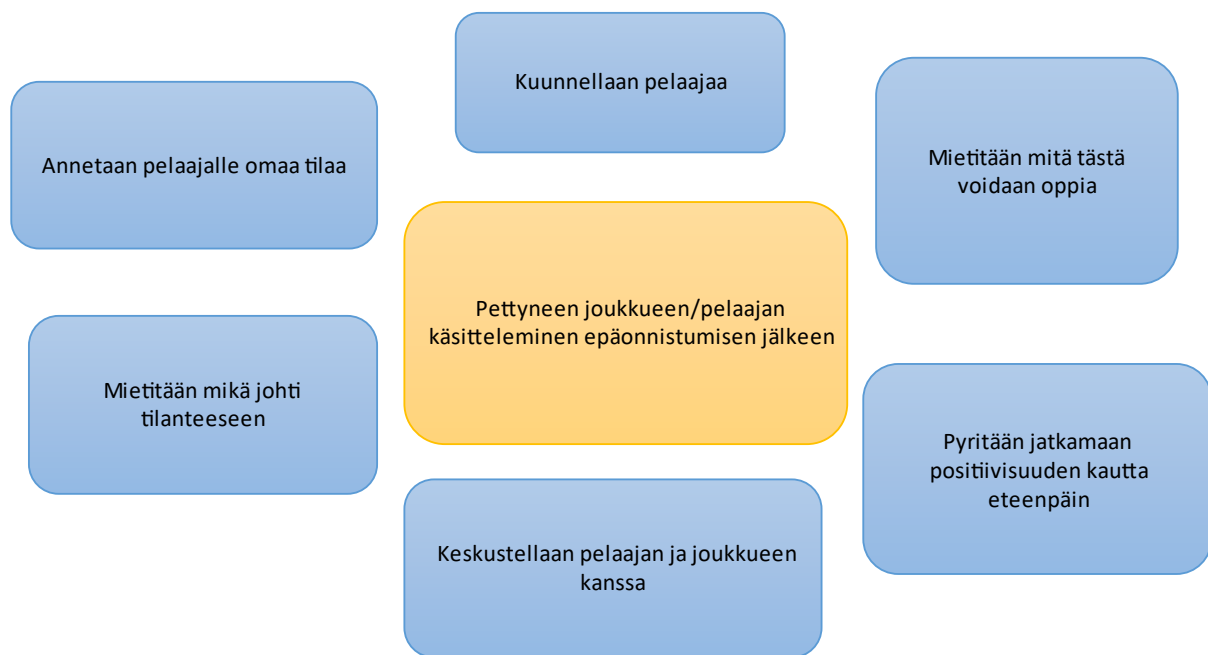 Kuunnellaan pelaajaa
Annetaan pelaajalle omaa tilaa
Mietitään mitä tästä
voidaan oppia
Pettyneen joukkueen/pelaajan
käsitteleminen epäonnistumisen jälkeen
Mietitään mikä johti
tilanteeseen
Pyritään jatkamaan
positiivisuuden kautta
eteenpäin
Keskustellaan pelaajan ja joukkueen
kanssa